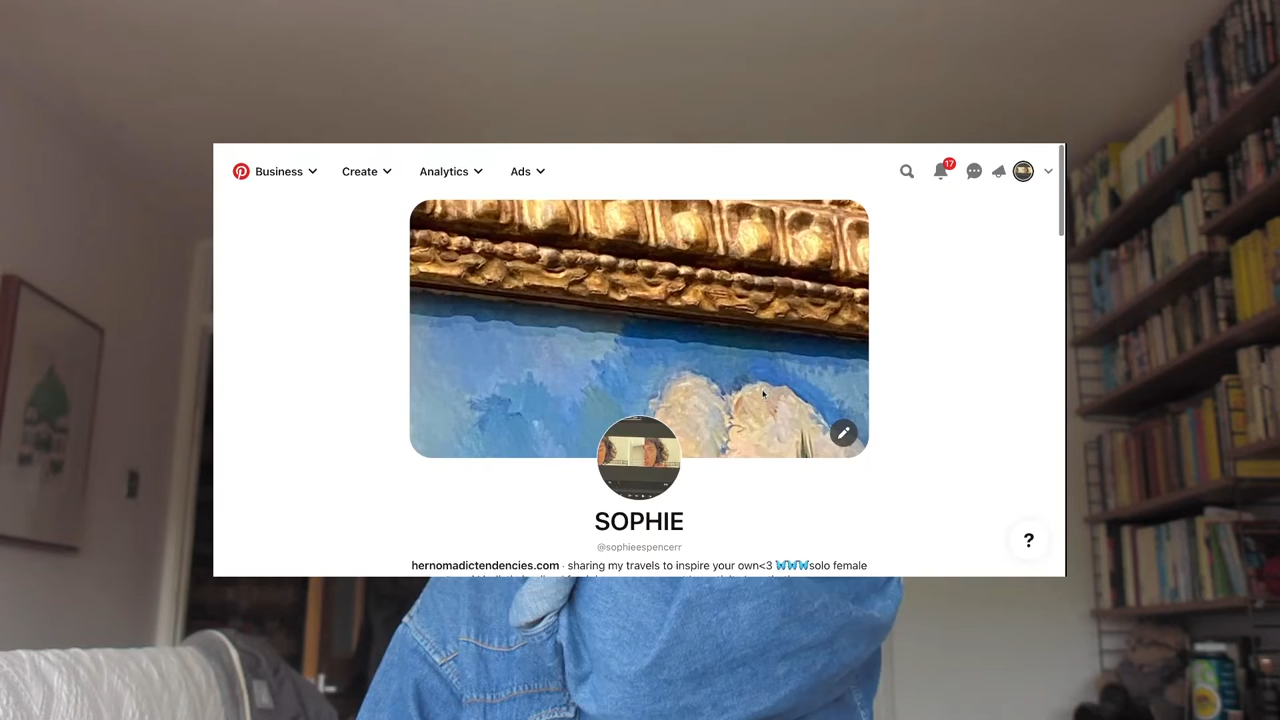 Business Create Analytics Ads 17
SOPHIE
@sophieespencerr
hernomadictendencies.com · sharing my travels to inspire your own<3 🦋🦋🦋solo female
?